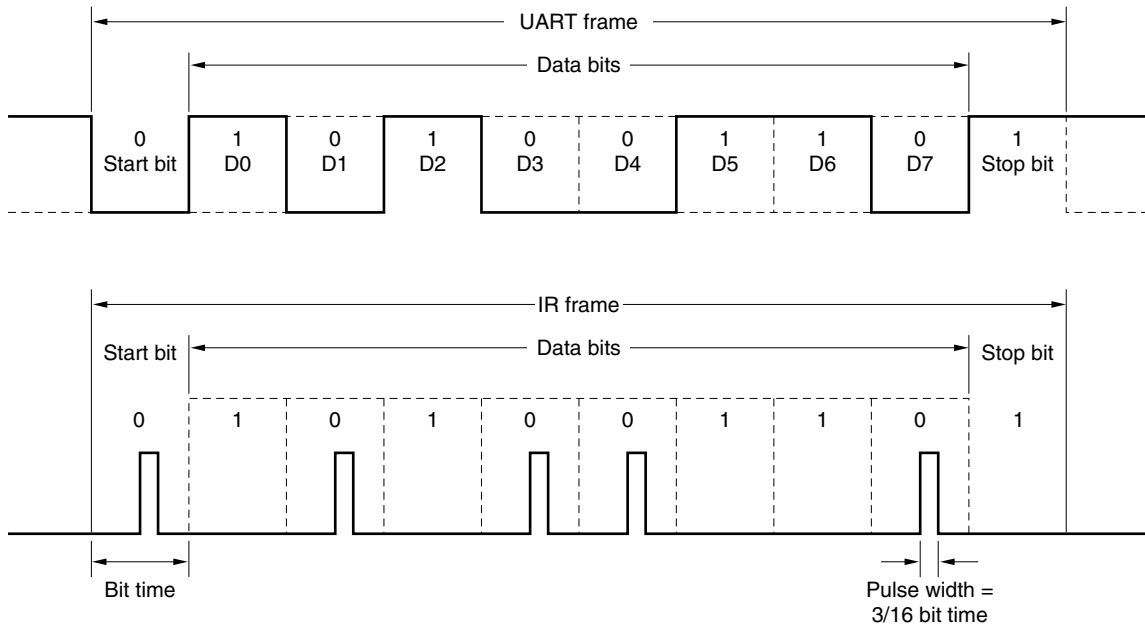 UART frame
Data bits
0 1 0 1 0 0 1 1 0 1
Start bit D0 D1 D2 D3 D4 D5 D6 D7 Stop bit
IR frame
Start bit Data bits Stop bit
0 1 0 1 0 0 1 1 0 1
Bit time
Pulse width =
3/16 bit time